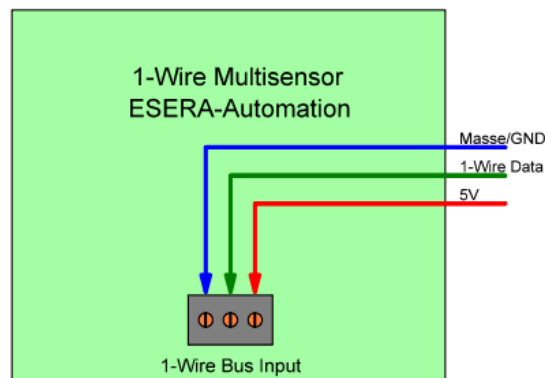 1-Wire Multisensor
ESERA-Automation
Masse/GND
1-Wire Data
5V
1-Wire Bus Input